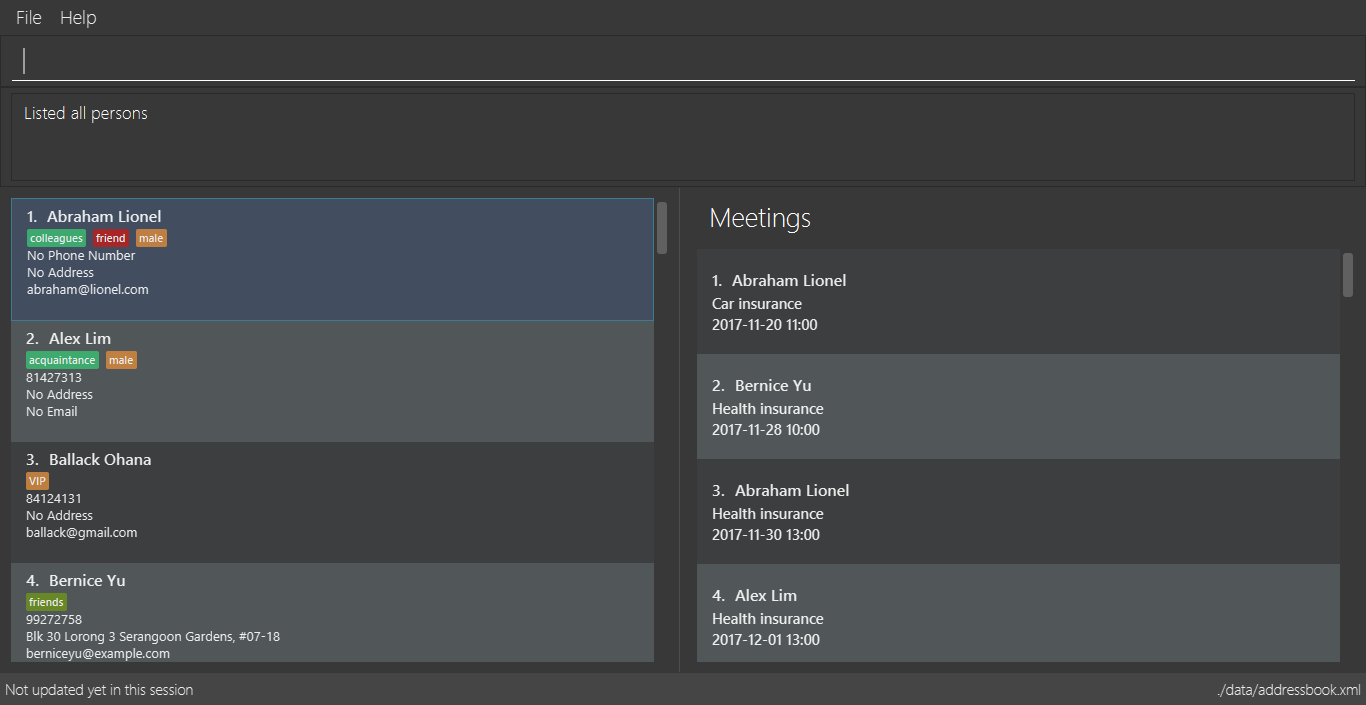 File Help
Listed all persons
1. Abraham Lionel
colleagues friend male
No Phone Number
No Address
abraham@lionel.com
2. Alex Lim
acquaintance male
81427313
No Address
No Email
3. Ballack Ohana
VIP
84124131
No Address
ballack@gmail.com
4. Bernice Yu
friends
99272758
Blk 30 Lorong 3 Serangoon Gardens, #07-18
berniceyu@example.com
Meetings
1. Abraham Lionel
Car insurance
2017-11-20 11:00
2. Bernice Yu
Health insurance
2017-11-28 10:00
3. Abraham Lionel
Health insurance
2017-11-30 13:00
4. Alex Lim
Health insurance
2017-12-01 13:00
Not updated yet in this session
./data/addressbook.xml